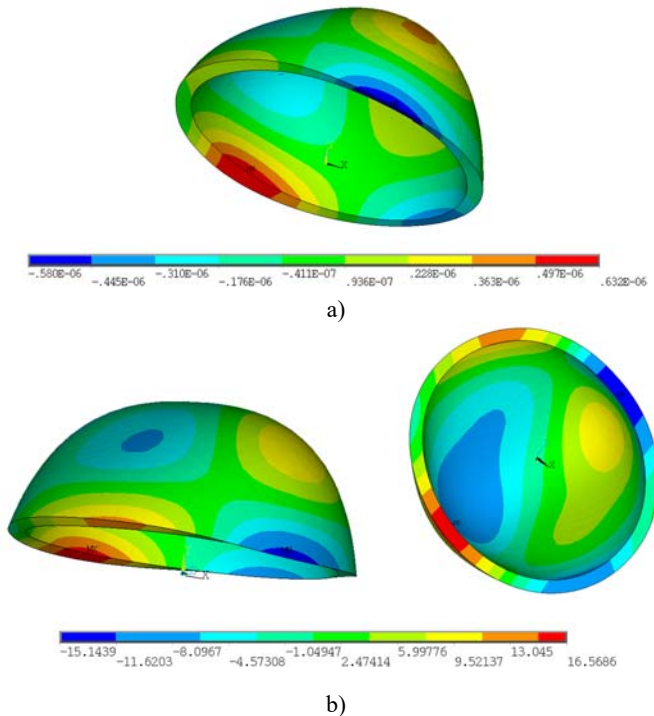 X
-.580E-06 -.310E-06 -.411E-07 .228E-06 .497E-06
-.445E-06 -.176E-06 .936E-07 .363E-06 .632E-06
a)
X
X
-15.1439 -8.0967 -1.04947 5.99776 13.045
-11.6203 -4.57308 2.47414 9.52137 16.5686
b)